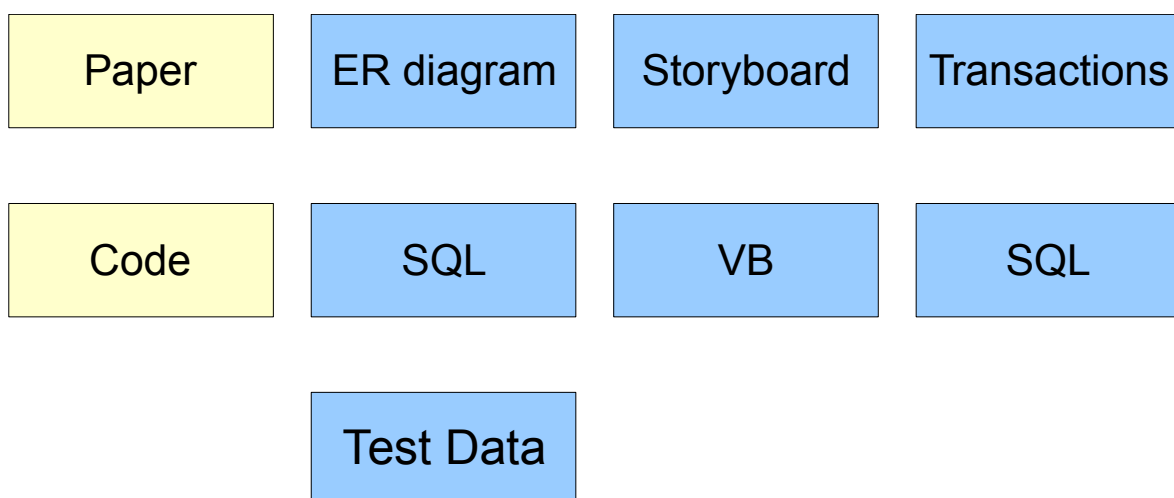 Paper
ER diagram
Storyboard
Transactions
Code
SQL
VB
SQL
Test Data